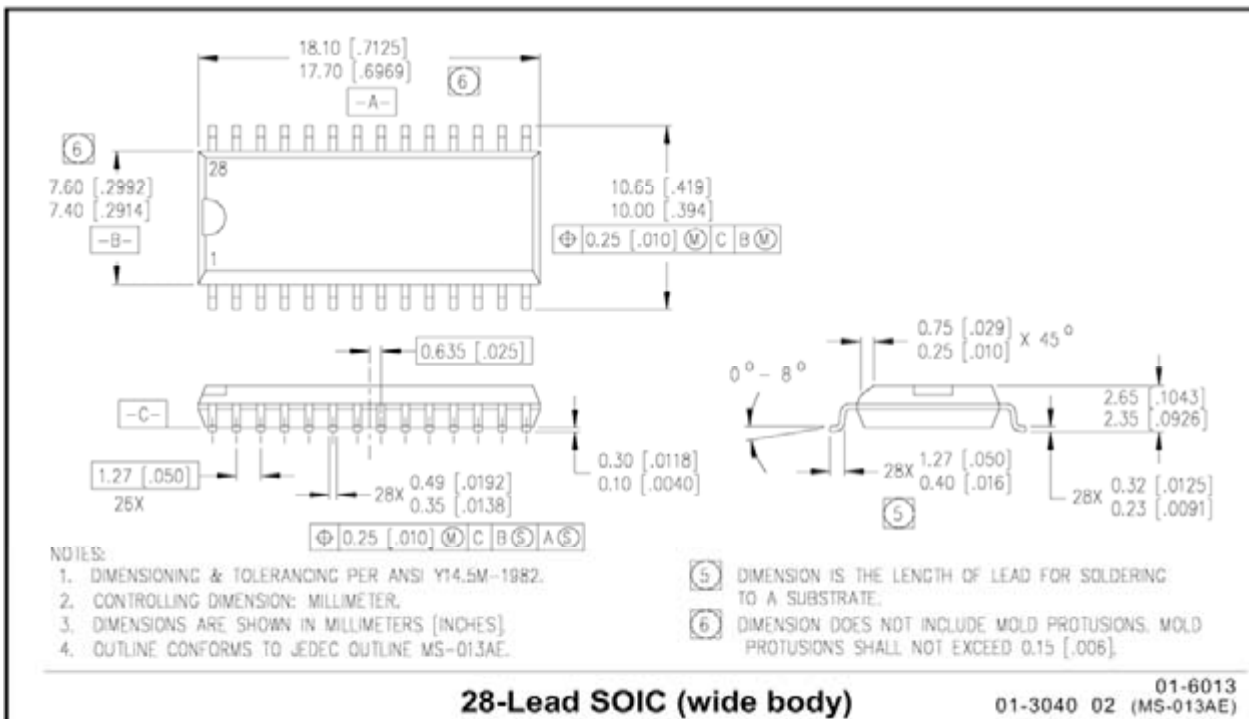 18.10 [.7125]
17.70 [.6969]
6
-A-
6
28
7.60 [.2992]
7.40 [.2914]
-B-
1
10.65 [.419]
10.00 [.394]
⌖ 0.25 [.010] Ⓜ C B Ⓜ
0.635 [.025]
0.75 [.029]
0.25 [.010] X 45°
0° - 8°
-C-
2.65 [.1043]
2.35 [.0926]
1.27 [.050]
26X
28X 0.49 [.0192]
0.35 [.0138]
0.30 [.0118]
0.10 [.0040]
28X 1.27 [.050]
0.40 [.016]
5
28X 0.32 [.0125]
0.23 [.0091]
⌖ 0.25 [.010] Ⓜ C B Ⓢ A Ⓢ
NOTES:
1. DIMENSIONING & TOLERANCING PER ANSI Y14.5M-1982.
2. CONTROLLING DIMENSION: MILLIMETER.
3. DIMENSIONS ARE SHOWN IN MILLIMETERS [INCHES].
4. OUTLINE CONFORMS TO JEDEC OUTLINE MS-013AE.
5 DIMENSION IS THE LENGTH OF LEAD FOR SOLDERING
TO A SUBSTRATE.
6 DIMENSION DOES NOT INCLUDE MOLD PROTUSIONS. MOLD
PROTUSIONS SHALL NOT EXCEED 0.15 [.006].
28-Lead SOIC (wide body)
01-6013
01-3040 02 (MS-013AE)